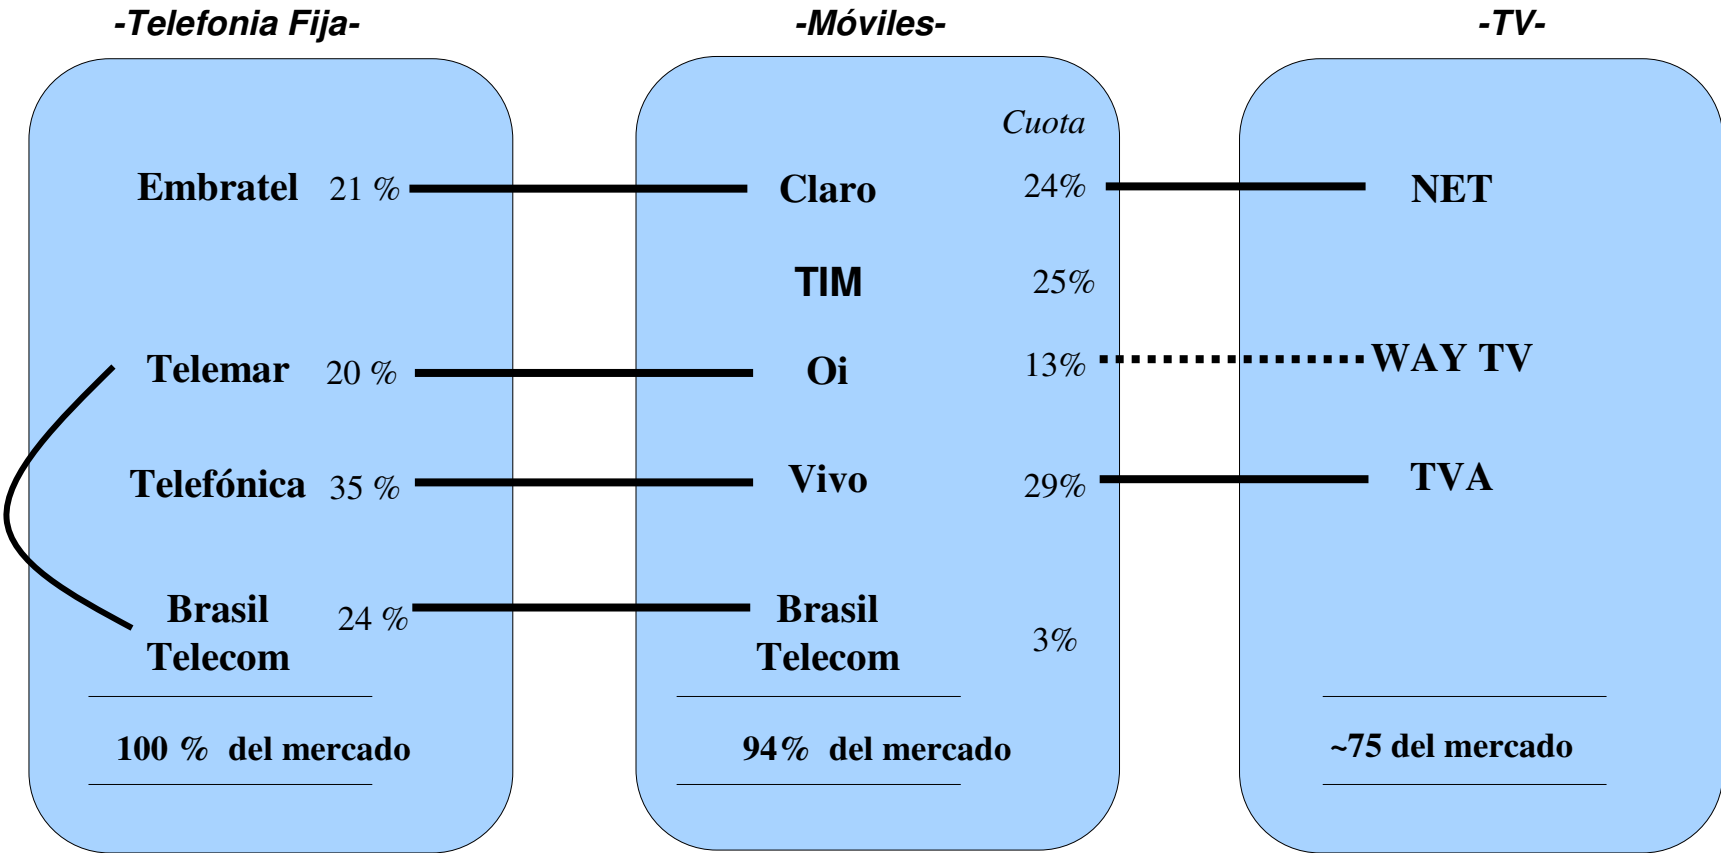 -Telefonia Fija-
-Móviles-
-TV-
Cuota
Embratel 21 %
Claro 24%
NET
TIM 25%
Telemar 20 %
Oi 13%
WAY TV
Telefónica 35 %
Vivo 29%
TVA
Brasil
Telecom
24 %
Brasil
Telecom
3%
100 % del mercado
94% del mercado
~75 del mercado